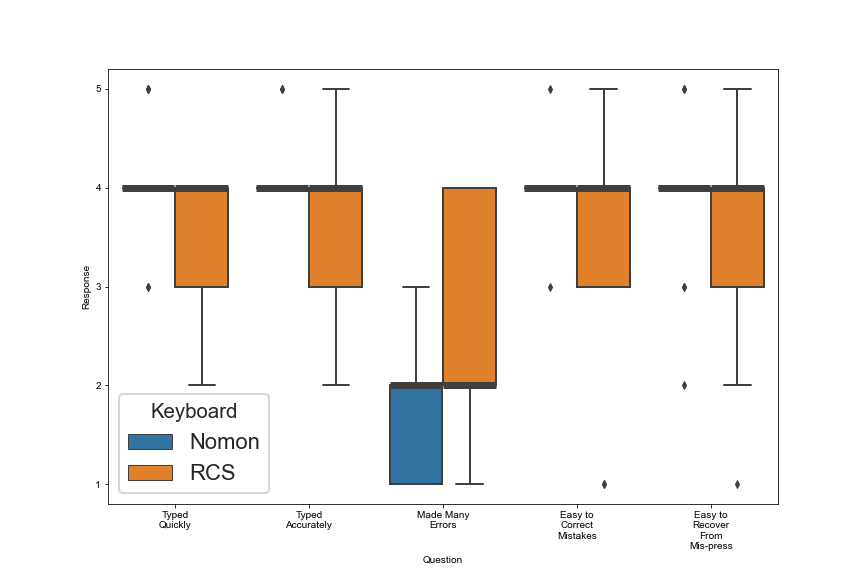 5
4
3
2
1
Response
Keyboard
Nomon
RCS
Typed
Quickly
Typed
Accurately
Made Many
Errors
Easy to
Correct
Mistakes
Easy to
Recover
From
Mis-press
Question